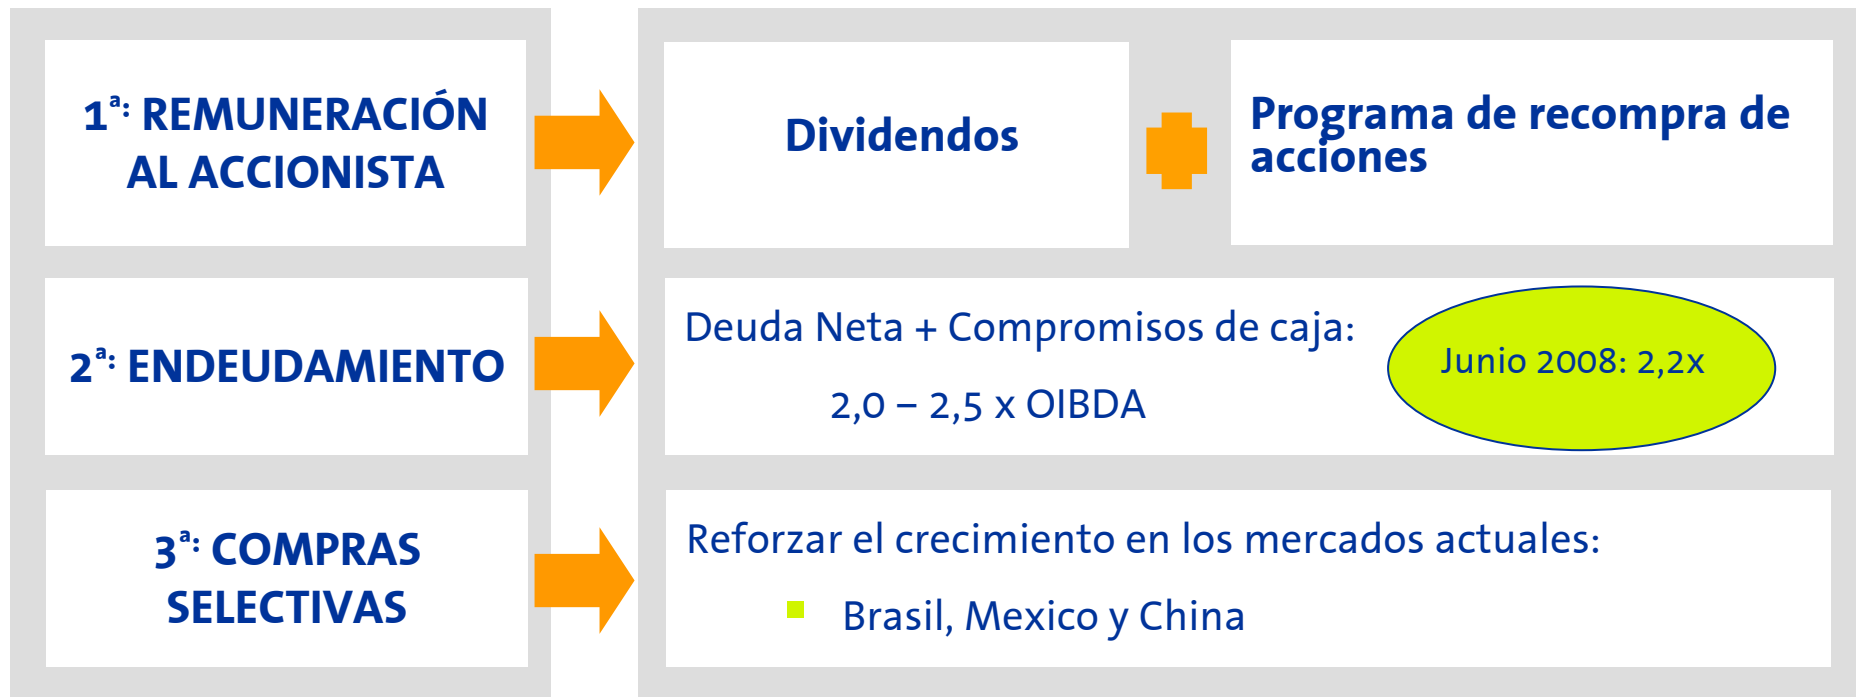 1ª: REMUNERACIÓN
AL ACCIONISTA
Dividendos
Programa de recompra de
acciones
2ª: ENDEUDAMIENTO
Deuda Neta + Compromisos de caja:
2,0 – 2,5 x OIBDA
Junio 2008: 2,2x
3ª: COMPRAS
SELECTIVAS
Reforzar el crecimiento en los mercados actuales:
Brasil, Mexico y China